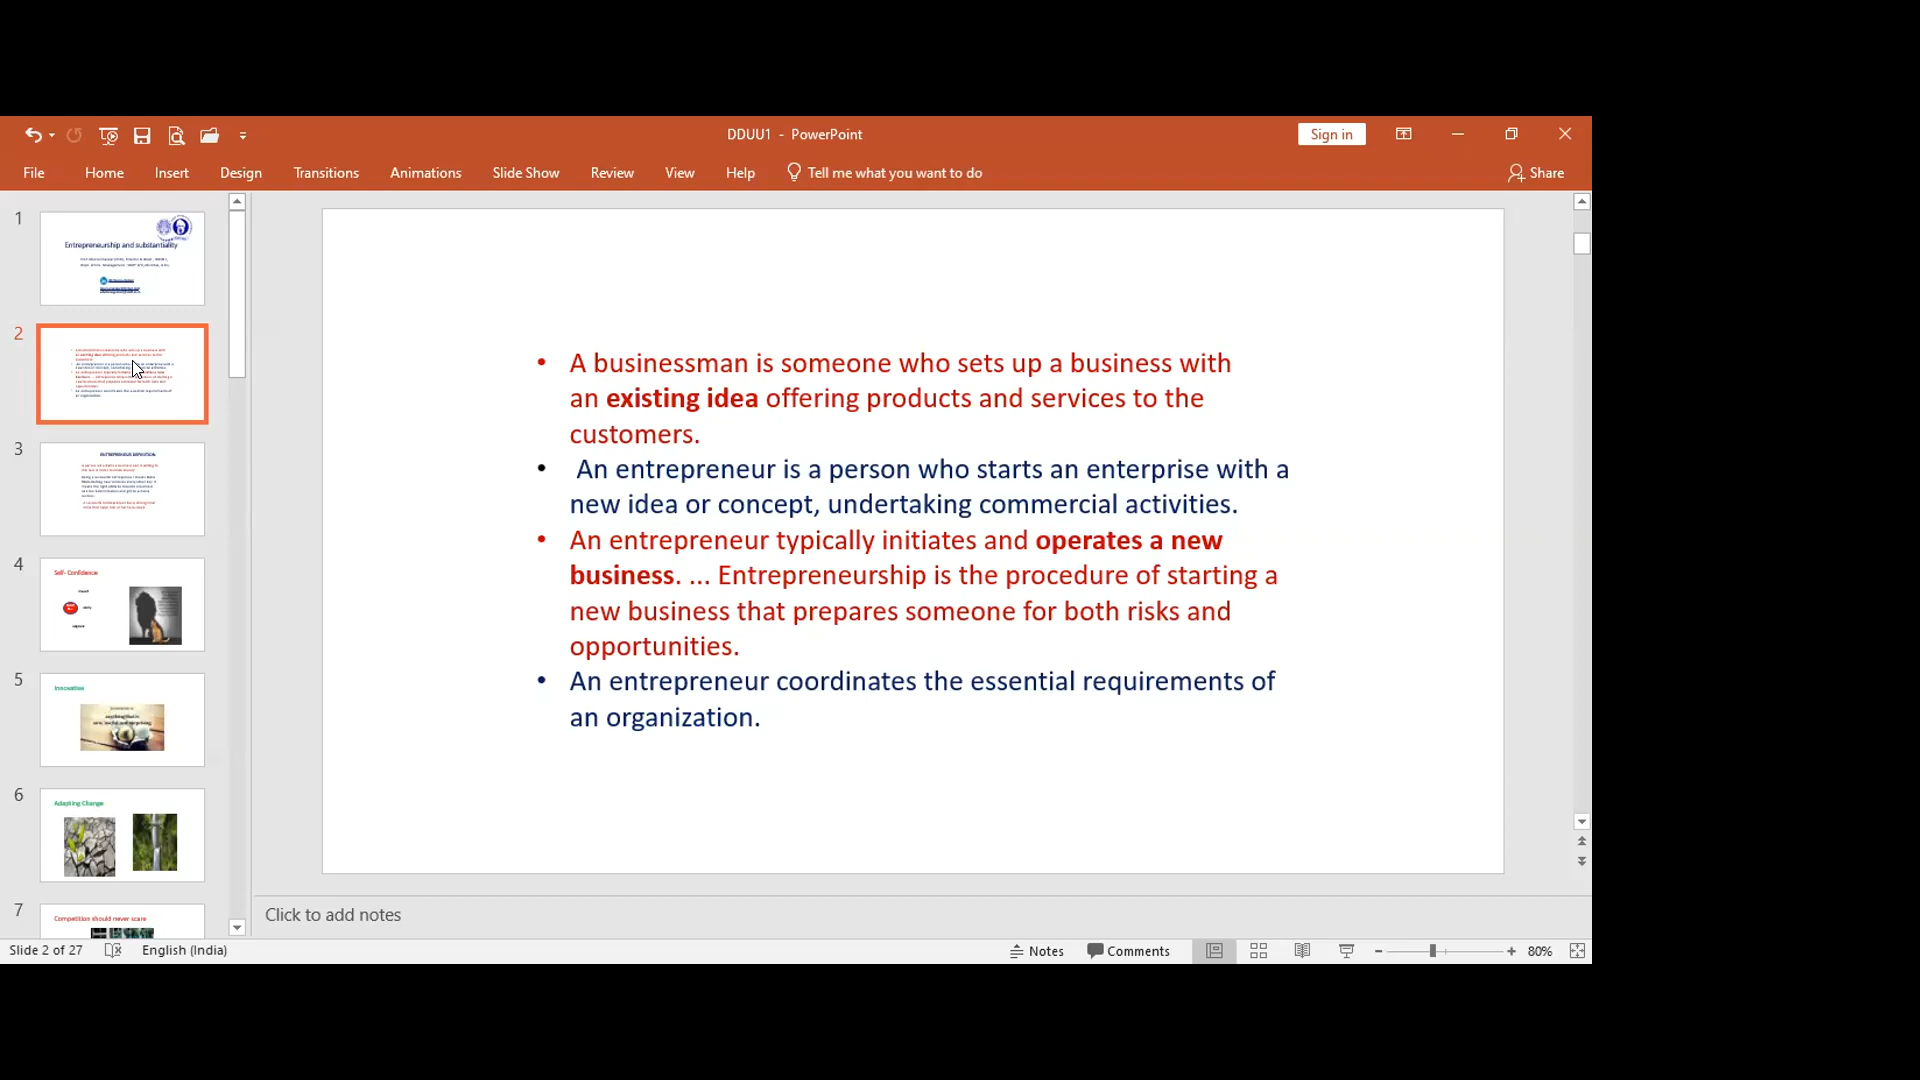 DDUU1 - PowerPoint
Sign in
File Home Insert Design Transitions Animations Slide Show Review View Help Tell me what you want to do Share
1
Entrepreneurship and substantiality
2
3
ENTREPRENEUR DEFINITION
4
Self- Confidence
5
Innovative
6
Adapting Change
7
Competition should never scare
• A businessman is someone who sets up a business with
an existing idea offering products and services to the
customers.
• An entrepreneur is a person who starts an enterprise with a
new idea or concept, undertaking commercial activities.
• An entrepreneur typically initiates and operates a new
business. ... Entrepreneurship is the procedure of starting a
new business that prepares someone for both risks and
opportunities.
• An entrepreneur coordinates the essential requirements of
an organization.
Click to add notes
Slide 2 of 27 English (India) Notes Comments 80%